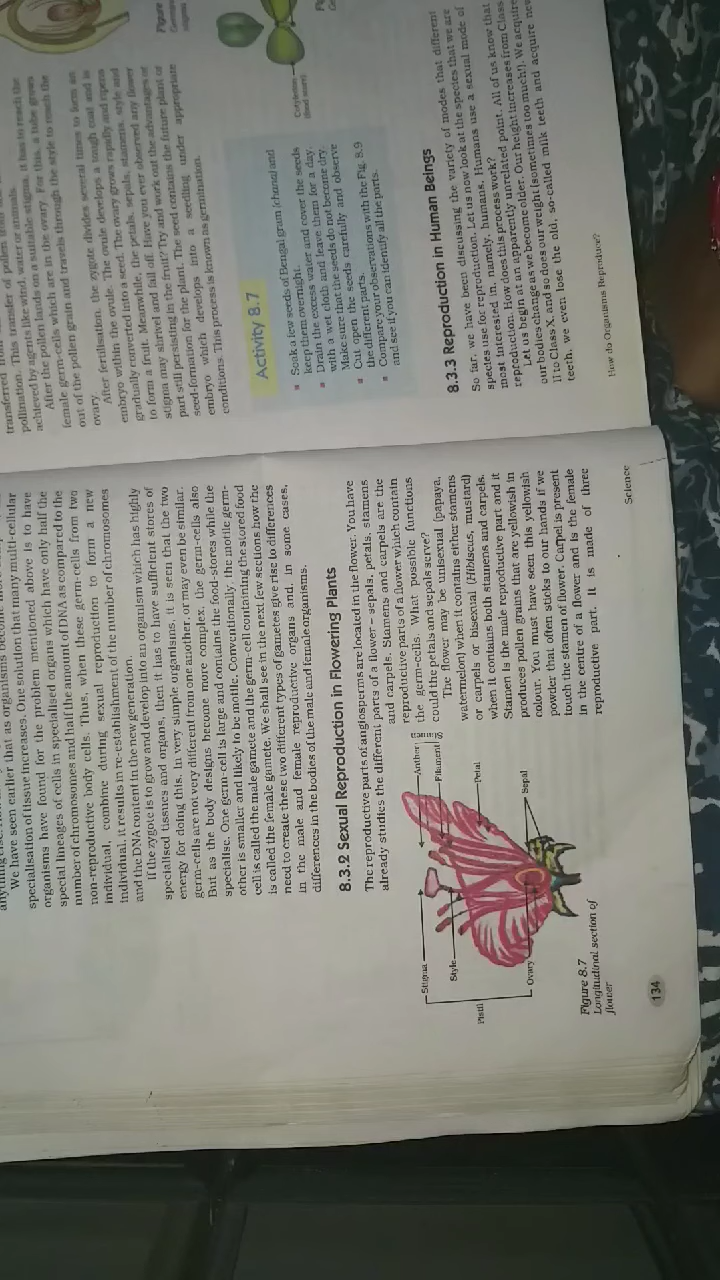 We have seen earlier that as organisms become
specialisation of tissue increases. One solution that many multi-cellular
organisms have found for the problem mentioned above is to have
special lineages of cells in specialised organs which have only half the
number of chromosomes and half the amount of DNA as compared to the
non-reproductive body cells. Thus, when these germ-cells from two
individual, combine during sexual reproduction to form a new
individual, it results in re-establishment of the number of chromosomes
and the DNA content in the new generation.
If the zygote is to grow and develop into an organism which has highly
specialised tissues and organs, then it has to have sufficient stores of
energy for doing this. In very simple organisms, it is seen that the two
germ-cells are not very different from one another, or may even be similar.
But as the body designs become more complex, the germ-cells also
specialise. One germ-cell is large and contains the food-stores while the
other is smaller and likely to be motile. Conventionally, the motile germ-
cell is called the male gamete and the germ-cell containing the stored food
is called the female gamete. We shall see in the next few sections how the
need to create these two different types of gametes give rise to differences
in the male and female reproductive organs and, in some cases,
differences in the bodies of the male and female organisms.
8.3.2 Sexual Reproduction in Flowering Plants
The reproductive parts of angiosperms are located in the flower. You have
already studies the different parts of a flower – sepals, petals, stamens
and carpels. Stamens and carpels are the
reproductive parts of a flower which contain
the germ-cells. What possible functions
could the petals and sepals serve?
The flower may be unisexual (papaya,
watermelon) when it contains either stamens
or carpels or bisexual (Hibiscus, mustard)
when it contains both stamens and carpels.
Stamen is the male reproductive part and it
produces pollen grains that are yellowish in
colour. You must have seen this yellowish
powder that often sticks to our hands if we
touch the stamen of flower. Carpel is present
in the centre of a flower and is the female
reproductive part. It is made of three
Stigma
Style
Pistil
Ovary
Anther
Filament
Petal
Sepal
Figure 8.7
Longitudinal section of
flower
134
Science
transferred from
pollination. This transfer of pollen
achieved by agents like wind, water or animals.
After the pollen lands on a suitable stigma, it has to reach the
female germ-cells which are in the ovary. For this, a tube grows
out of the pollen grain and travels through the style to reach the
ovary.
After fertilisation, the zygote divides several times to form an
embryo within the ovule. The ovule develops a tough coat and is
gradually converted into a seed. The ovary grows rapidly and ripens
to form a fruit. Meanwhile, the petals, sepals, stamens, style and
stigma may shrivel and fall off. Have you ever observed any flower
part still persisting in the fruit? Try and work out the advantages of
seed-formation for the plant. The seed contains the future plant or
embryo which develops into a seedling under appropriate
conditions. This process is known as germination.
Figure
Activity 8.7
Soak a few seeds of Bengal gram (chana) and
keep them overnight.
Drain the excess water and cover the seeds
with a wet cloth and leave them for a day.
Make sure that the seeds do not become dry.
Cut open the seeds carefully and observe
the different parts.
Compare your observations with the Fig. 8.9
and see if you can identify all the parts.
Cotyledon
8.3.3 Reproduction in Human Beings
So far, we have been discussing the variety of modes that different
species use for reproduction. Let us now look at the species that we are
most interested in, namely, humans. Humans use a sexual mode of
reproduction. How does this process work?
Let us begin at an apparently unrelated point. All of us know that
our bodies change as we become older. Our height increases from Class
I to Class X, and so does our weight (sometimes too much!). We acquire
teeth, we even lose the old, so-called milk teeth and acquire new
How do Organisms Reproduce?